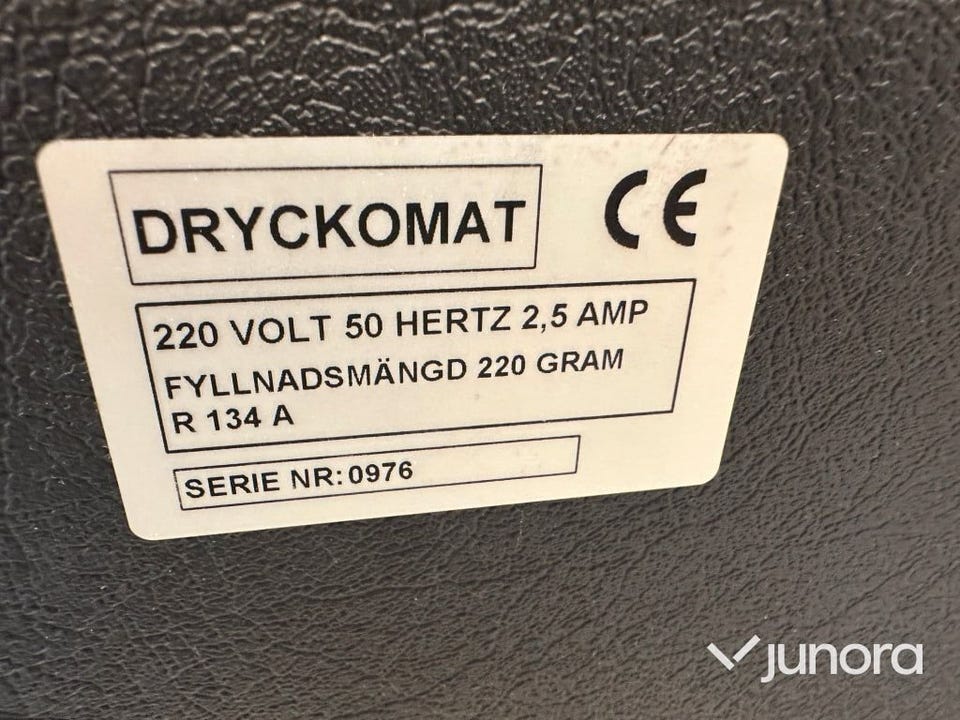 DRYCKOMAT
CE
220 VOLT 50 HERTZ 2,5 AMP
FYLLNADSMÄNGD 220 GRAM
R 134 A
SERIE NR:0976
junora